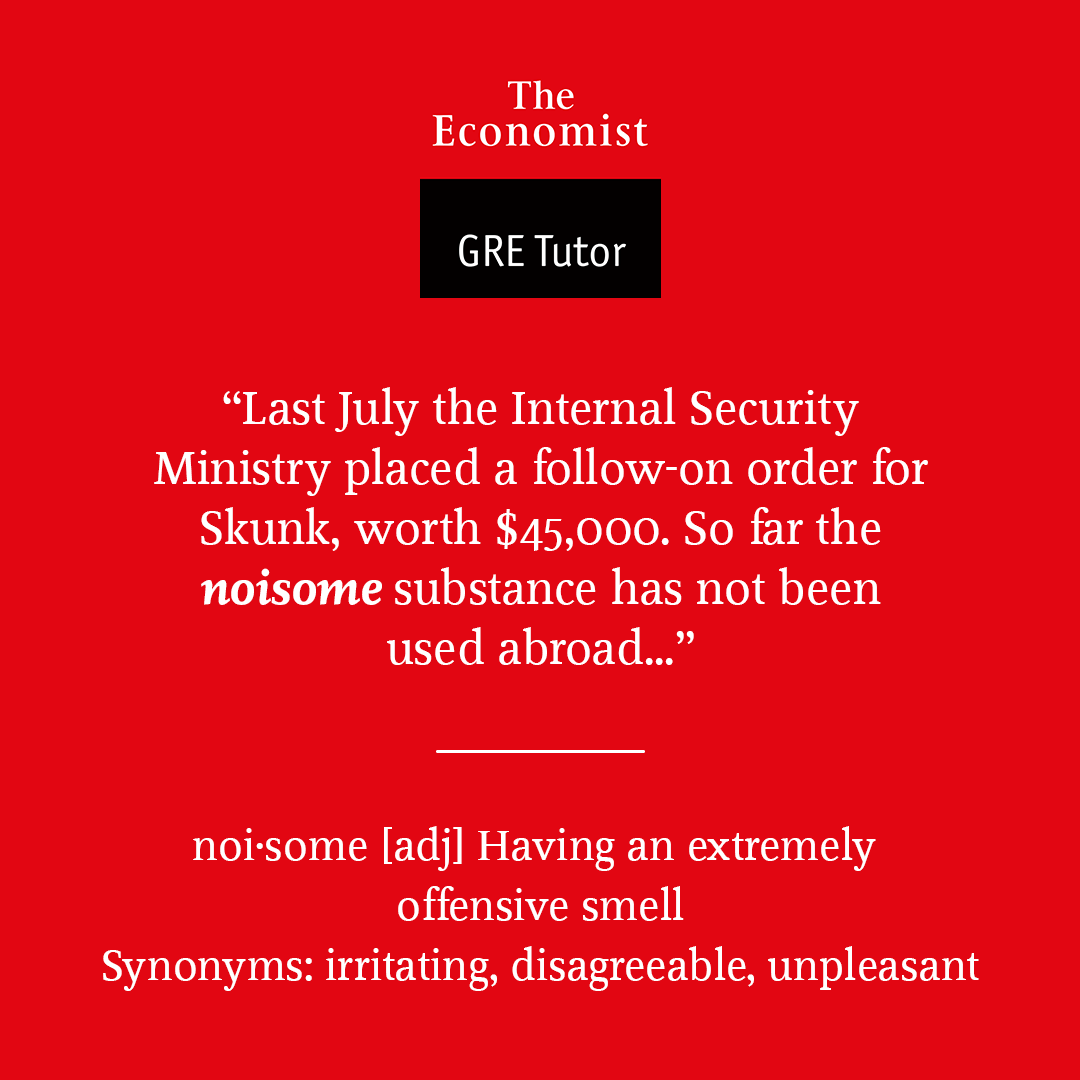 The
Economist
GRE Tutor
“Last July the Internal Security
Ministry placed a follow-on order for
Skunk, worth $45,000. So far the
noisome substance has not been
used abroad...”
noi·some [adj] Having an extremely
offensive smell
Synonyms: irritating, disagreeable, unpleasant